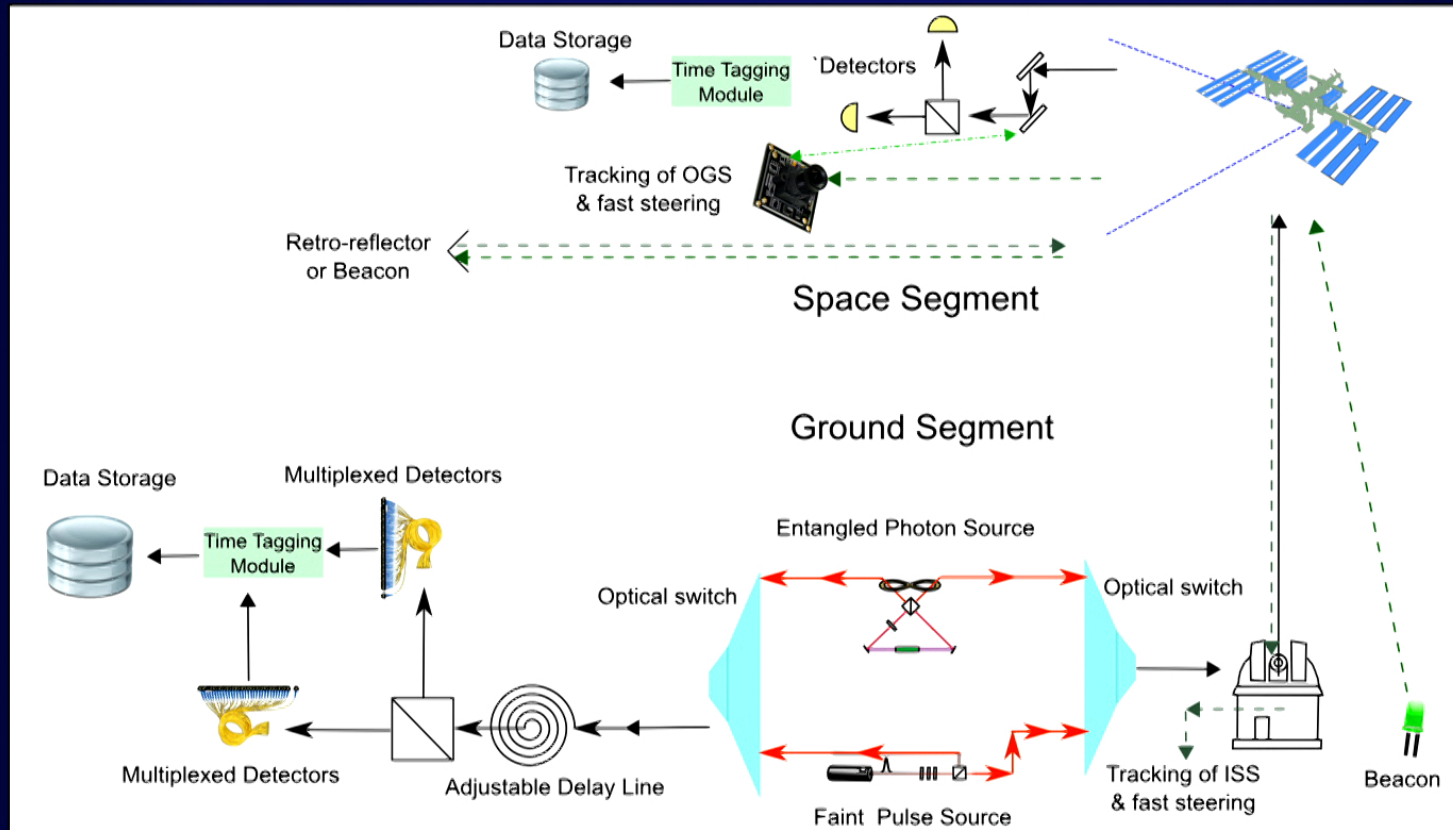 Data Storage
Time Tagging
Module
`Detectors
Tracking of OGS
& fast steering
Retro-reflector
or Beacon
Space Segment
Ground Segment
Data Storage
Multiplexed Detectors
Time Tagging
Module
Entangled Photon Source
Optical switch
Optical switch
Multiplexed Detectors
Adjustable Delay Line
Faint Pulse Source
Tracking of ISS
& fast steering
Beacon